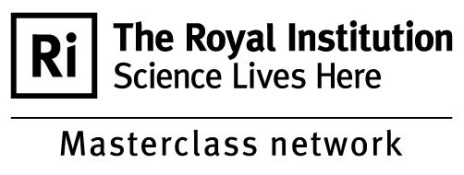 Ri
The Royal Institution
Science Lives Here
Masterclass network